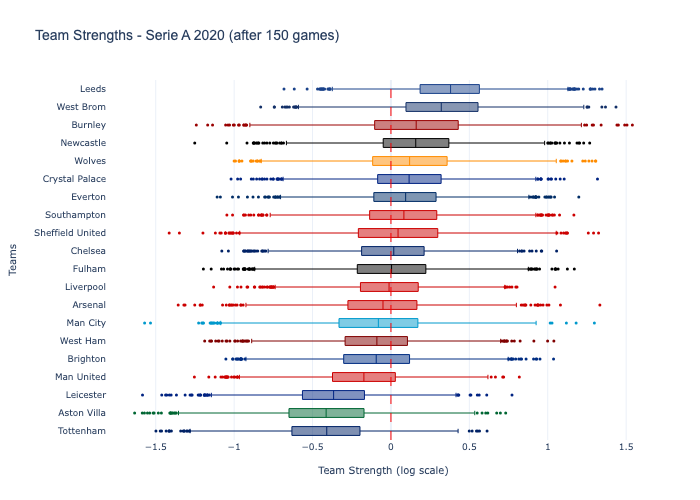 Team Strengths - Serie A 2020 (after 150 games)
Leeds
West Brom
Burnley
Newcastle
Wolves
Crystal Palace
Everton
Southampton
Sheffield United
Chelsea
Fulham
Liverpool
Arsenal
Man City
West Ham
Brighton
Man United
Leicester
Aston Villa
Tottenham
Teams
−1.5 −1 −0.5 0 0.5 1 1.5
Team Strength (log scale)